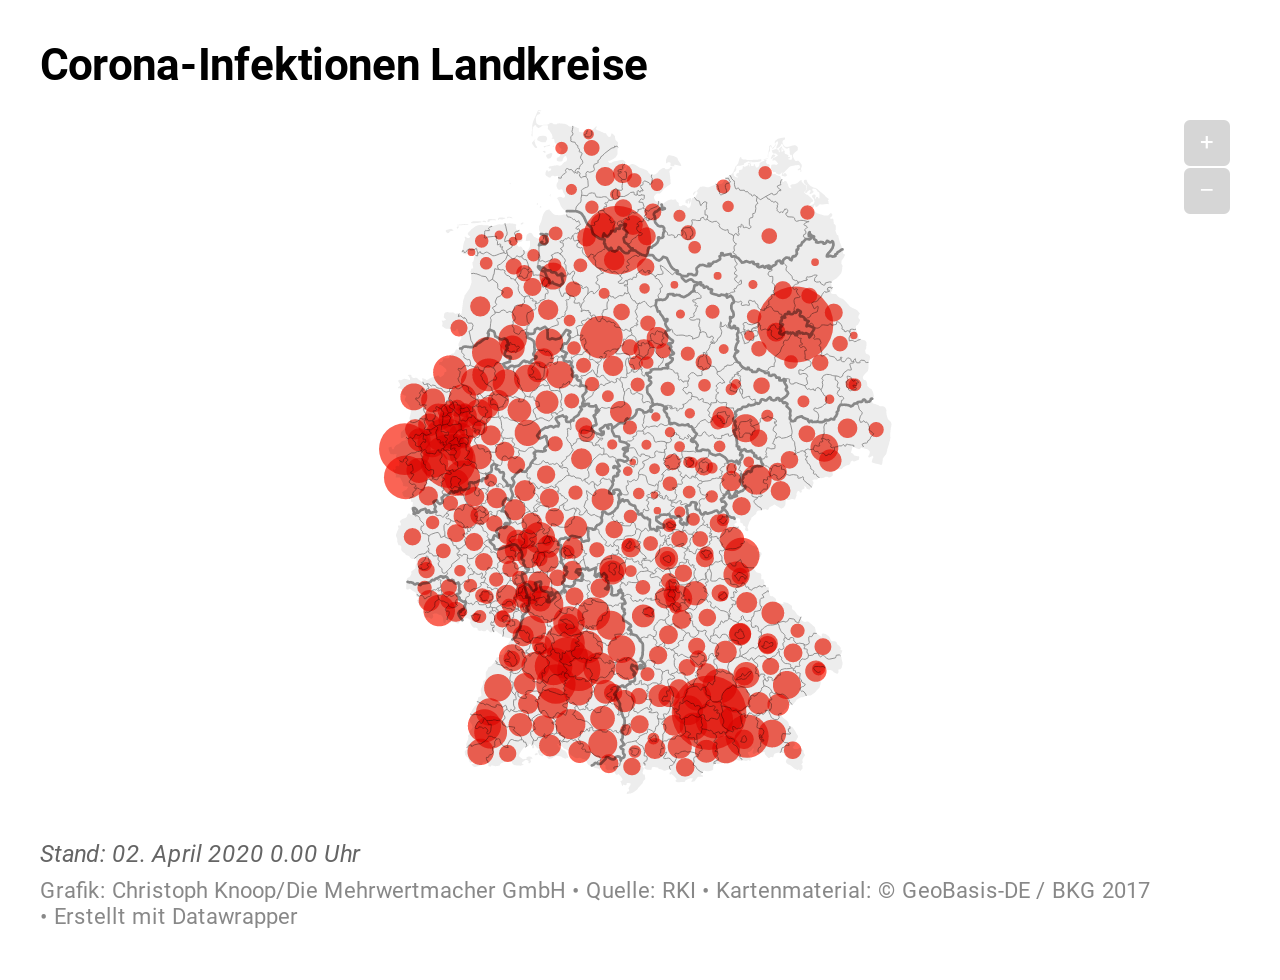 Corona-Infektionen Landkreise
+
−
Stand: 02. April 2020 0.00 Uhr
Grafik: Christoph Knoop/Die Mehrwertmacher GmbH • Quelle: RKI • Kartenmaterial: © GeoBasis-DE / BKG 2017
• Erstellt mit Datawrapper